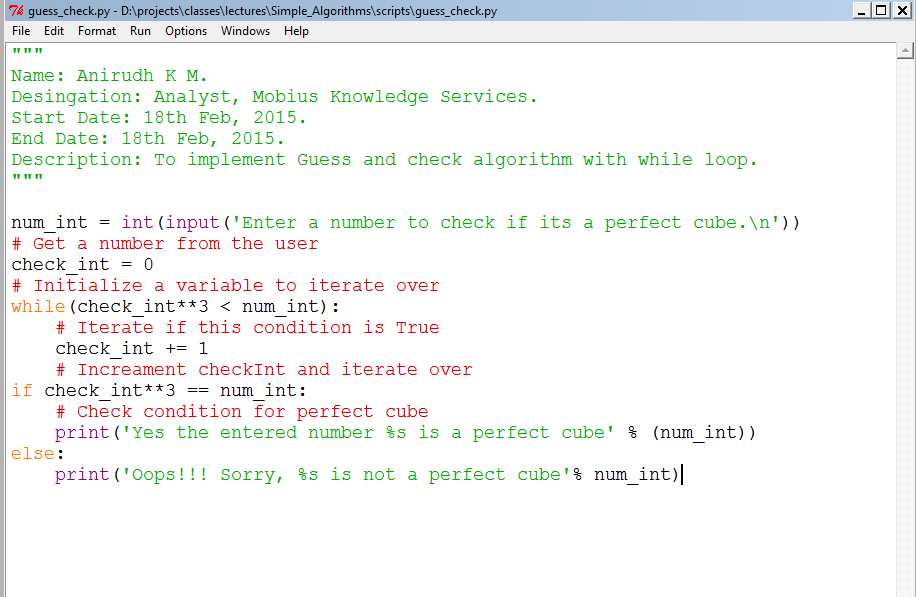 guess_check.py - D:\projects\classes\lectures\Simple_Algorithms\scripts\guess_check.py
File Edit Format Run Options Windows Help
"""
Name: Anirudh K M.
Desingation: Analyst, Mobius Knowledge Services.
Start Date: 18th Feb, 2015.
End Date: 18th Feb, 2015.
Description: To implement Guess and check algorithm with while loop.
"""

num_int = int(input('Enter a number to check if its a perfect cube.\n'))
# Get a number from the user
check_int = 0
# Initialize a variable to iterate over
while(check_int**3 < num_int):
    # Iterate if this condition is True
    check_int += 1
    # Increament checkInt and iterate over
if check_int**3 == num_int:
    # Check condition for perfect cube
    print('Yes the entered number %s is a perfect cube' % (num_int))
else:
    print('Oops!!! Sorry, %s is not a perfect cube'% num_int)